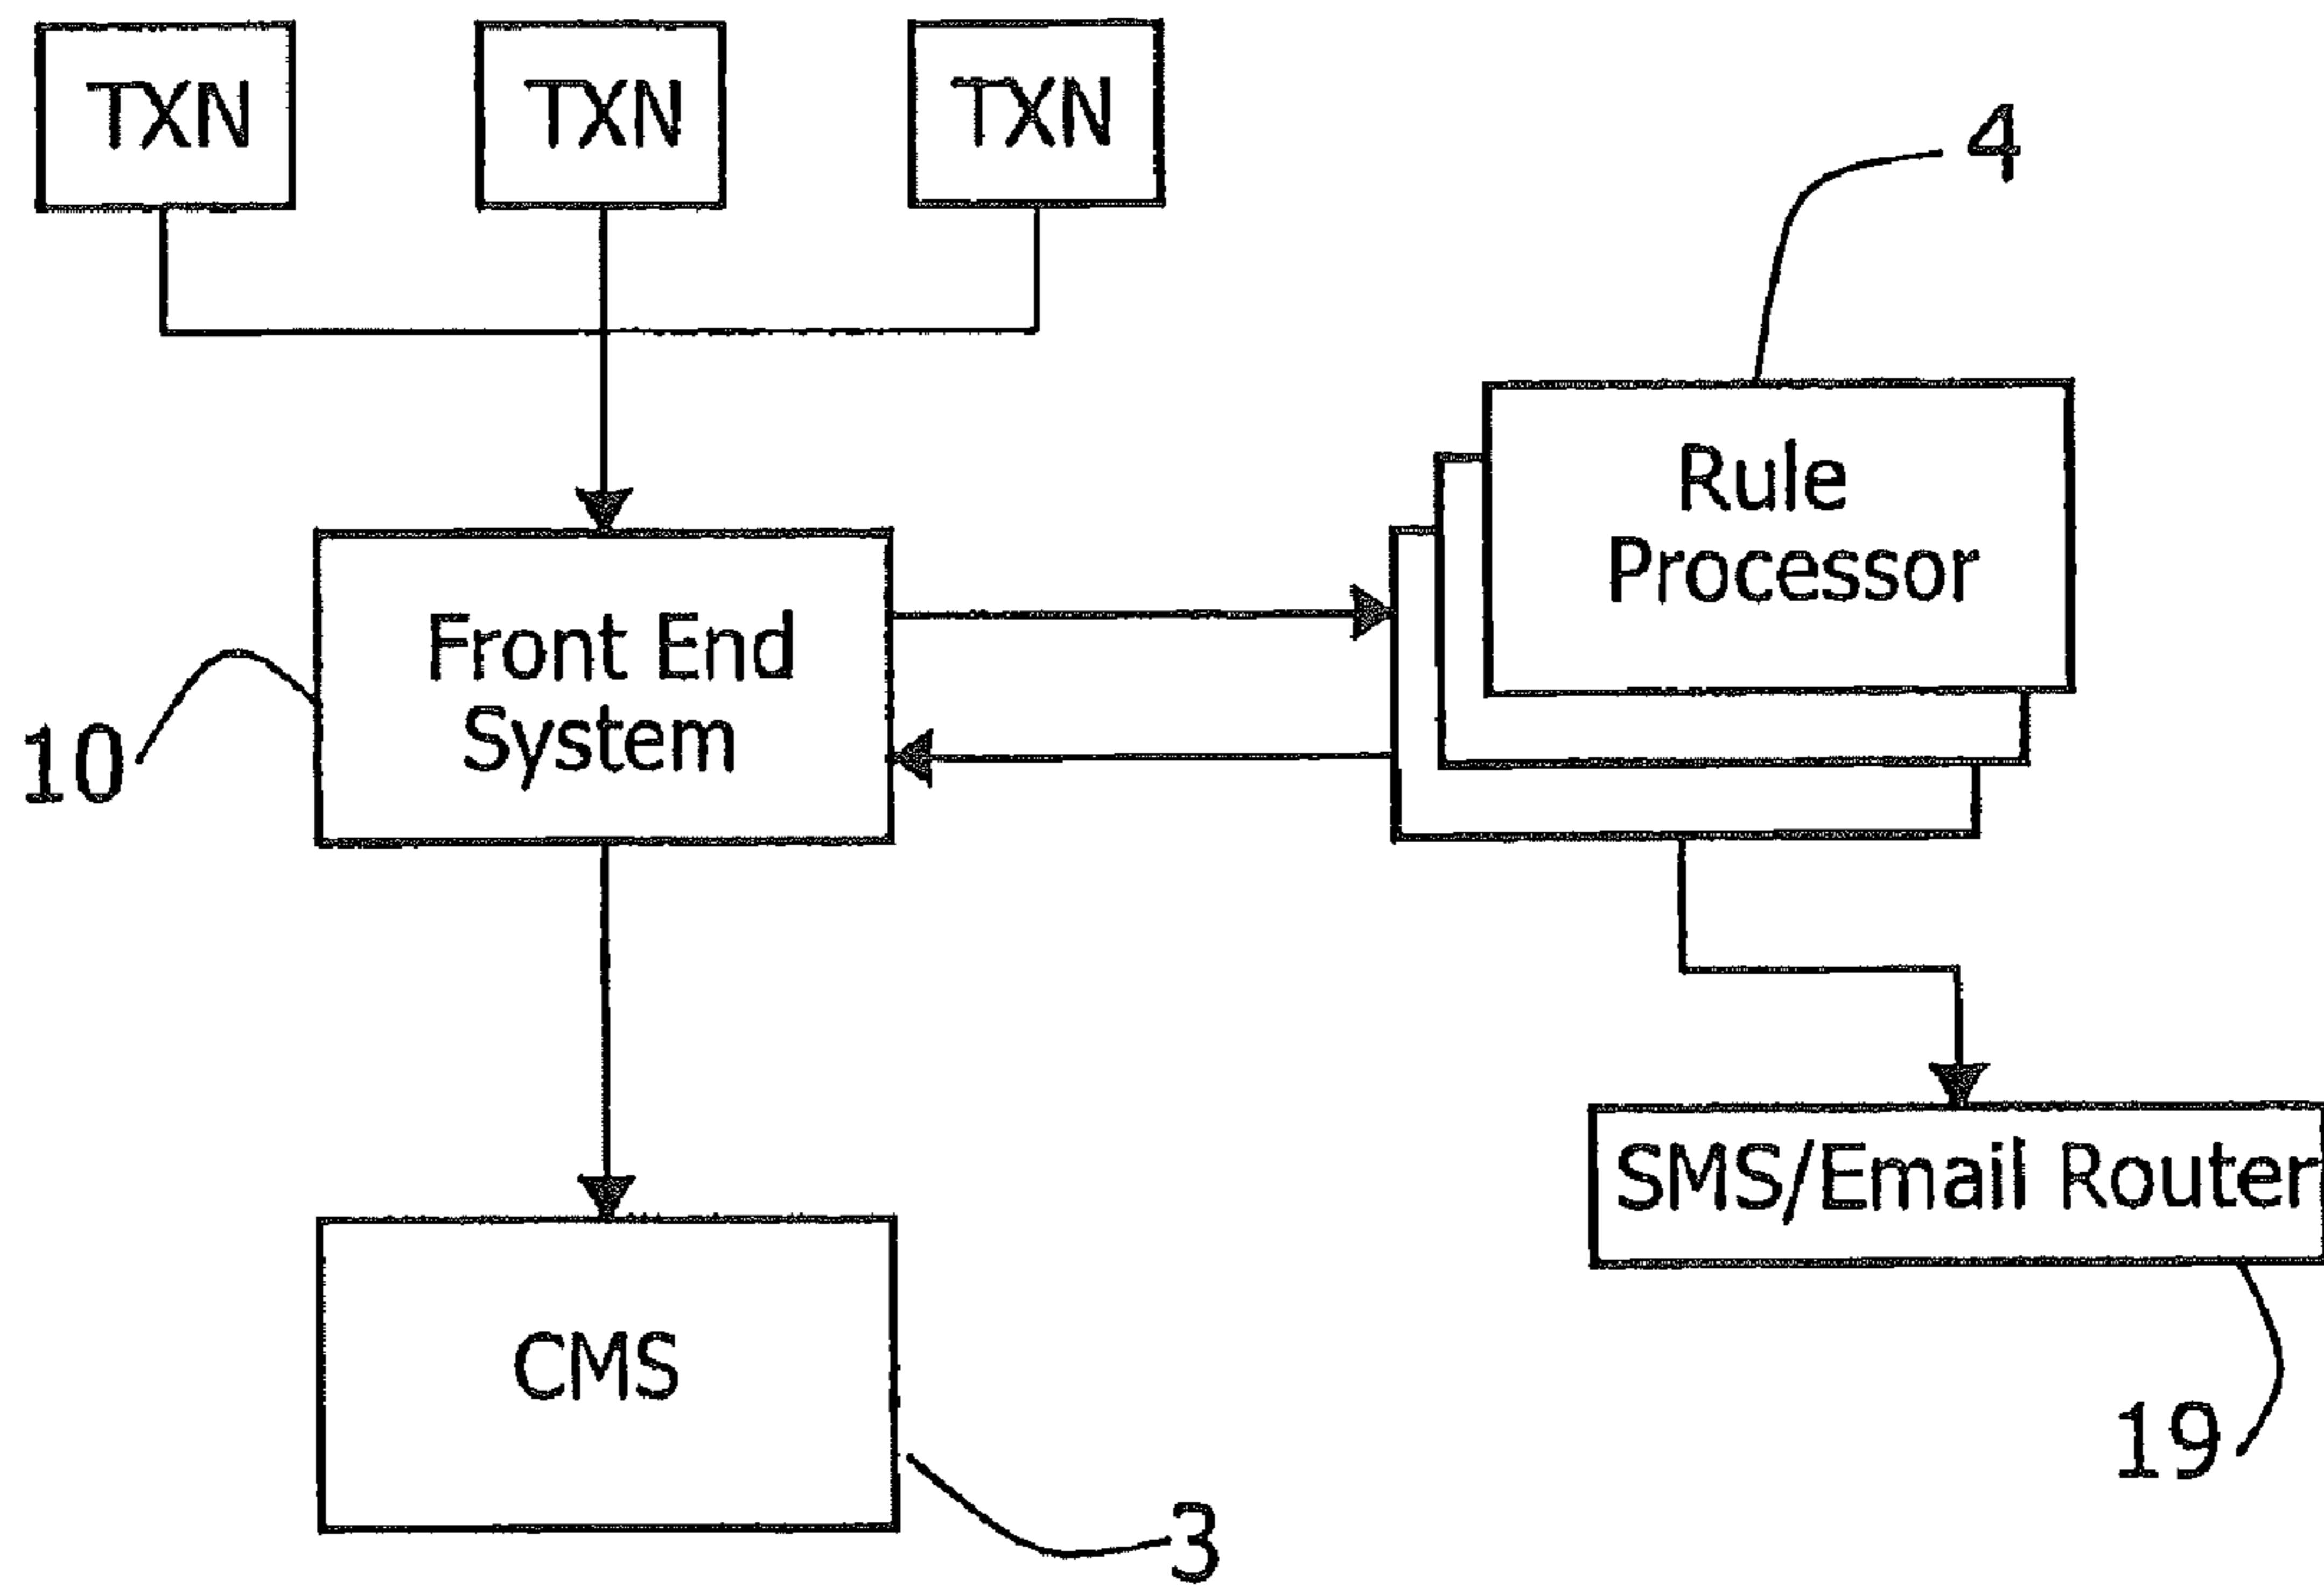 TXN
TXN
TXN
4
Rule
Processor
Front End
System
10
SMS/Email Router
CMS
19
3